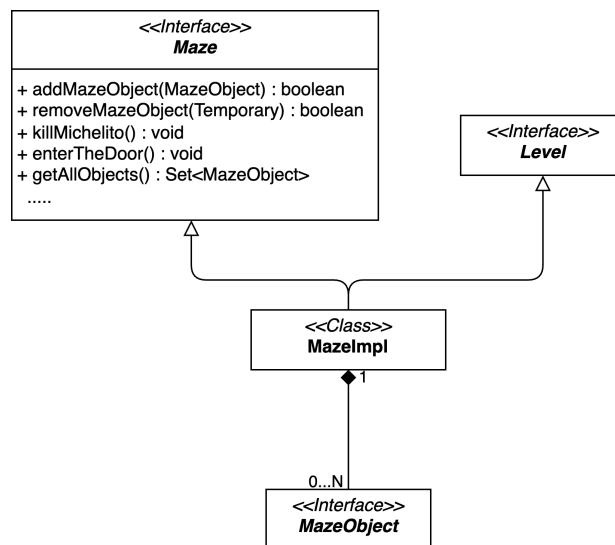 <<Interface>>
Maze
+ addMazeObject(MazeObject) : boolean
+ removeMazeObject(Temporary) : boolean
+ killMichelito() : void
+ enterTheDoor() : void
+ getAllObjects() : Set<MazeObject>
.....
<<Interface>>
Level
<<Class>>
MazeImpl
1
0...N
<<Interface>>
MazeObject